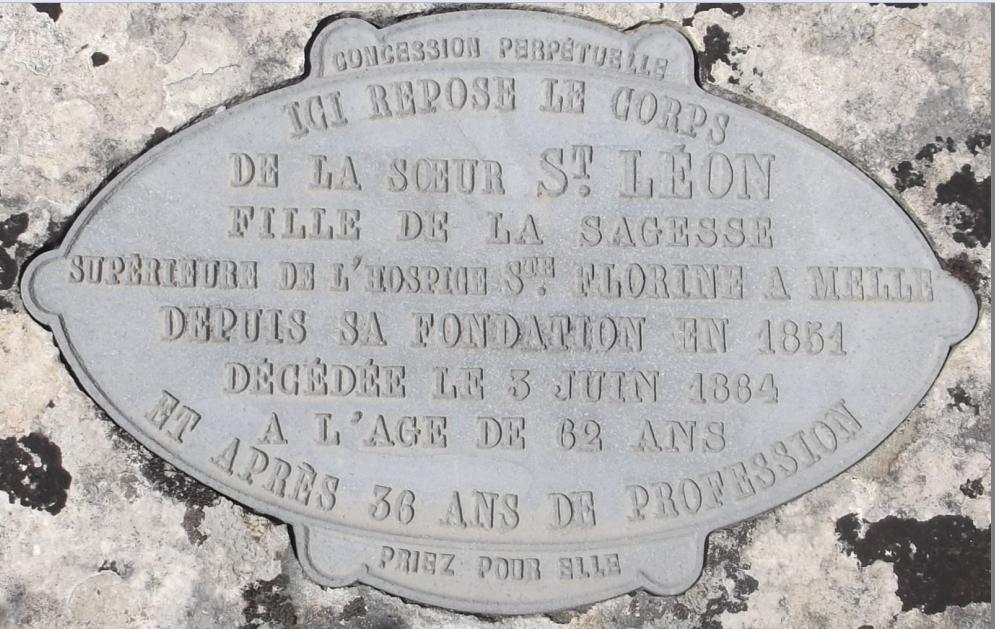 CONCESSION PERPÉTUELLE
ICI REPOSE LE CORPS
DE LA SŒUR ST. LÉON
FILLE DE LA SAGESSE
SUPÉRIEURE DE L'HOSPICE STE. FLORINE A MELLE
DEPUIS SA FONDATION EN 1851
DÉCÉDÉE LE 3 JUIN 1864
A L'AGE DE 62 ANS
ET APRÈS 36 ANS DE PROFESSION
PRIEZ POUR ELLE